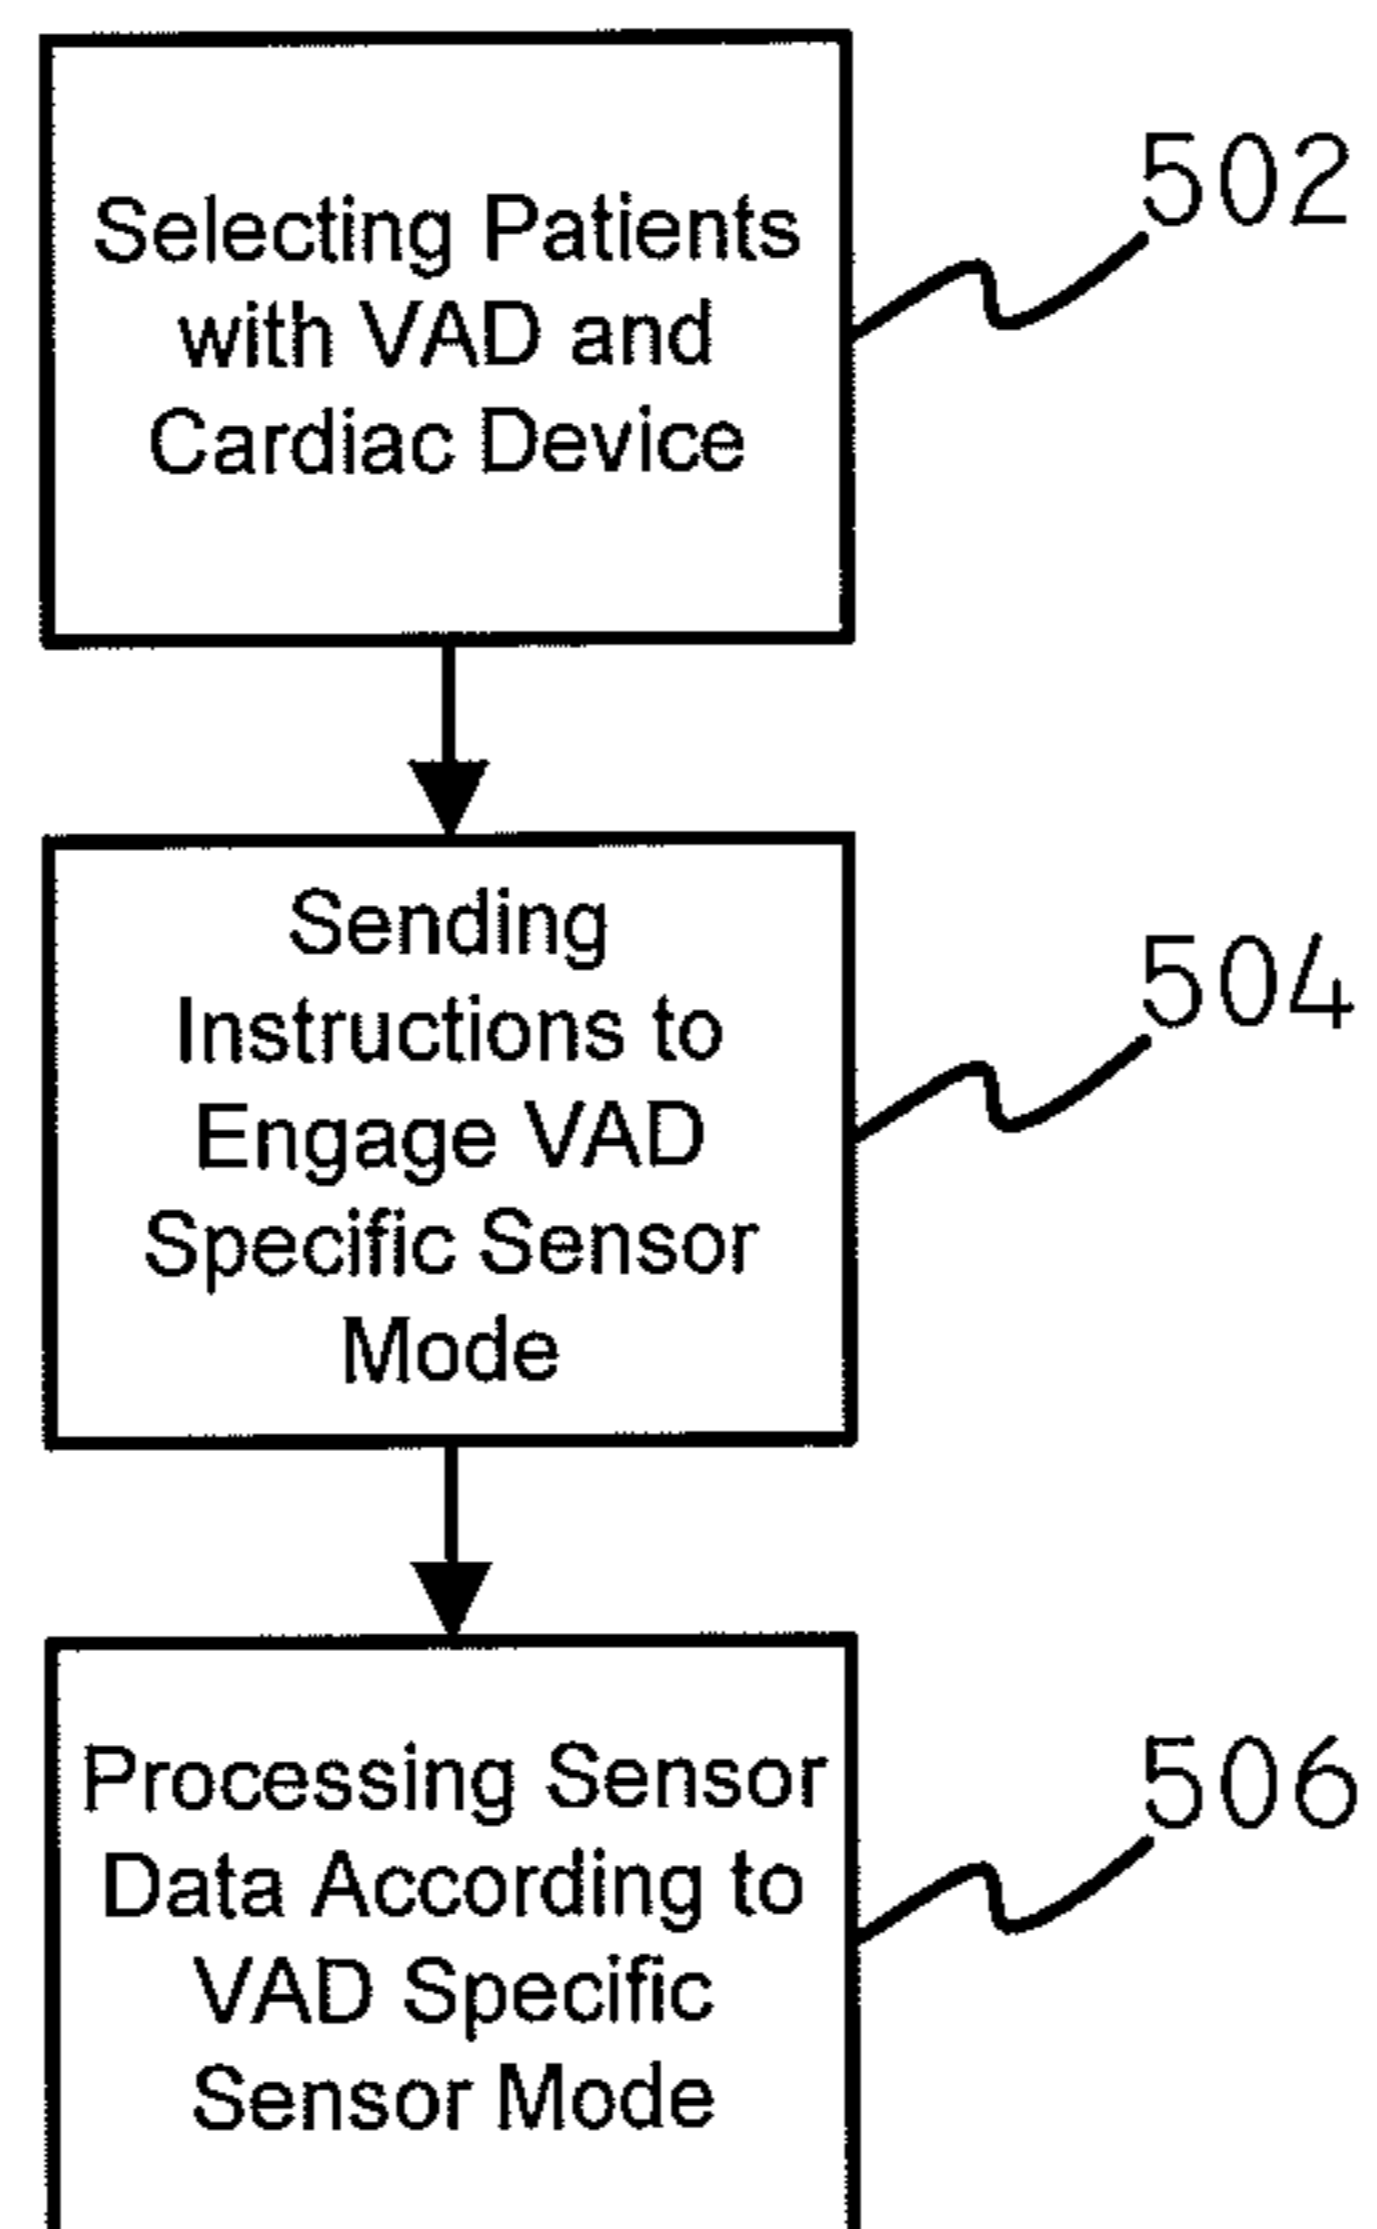 Selecting Patients
with VAD and
Cardiac Device
502
Sending
Instructions to
Engage VAD
Specific Sensor
Mode
504
Processing Sensor
Data According to
VAD Specific
Sensor Mode
506